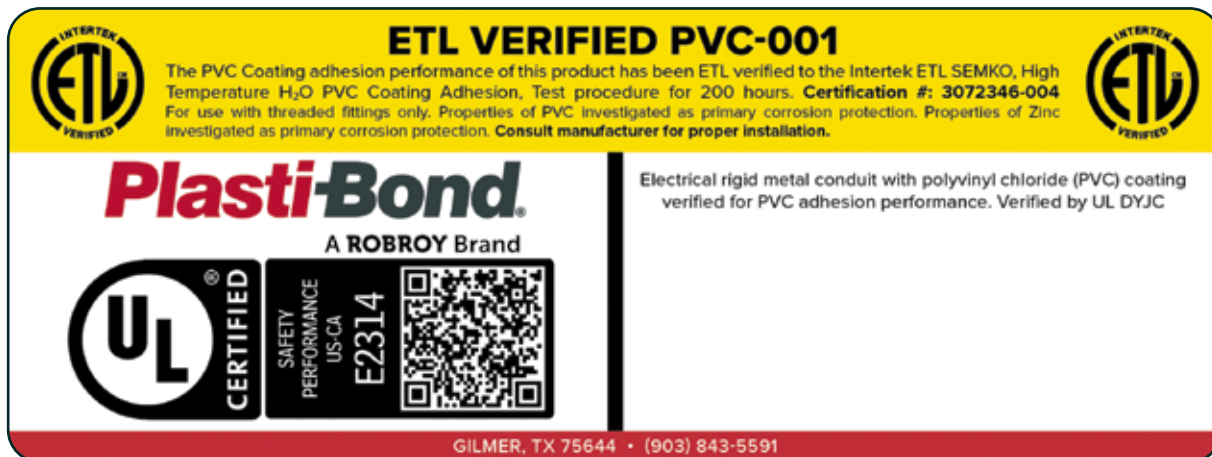 INTERTEK
ETL CM
VERIFIED
ETL VERIFIED PVC-001
The PVC Coating adhesion performance of this product has been ETL verified to the Intertek ETL SEMKO, High
Temperature H₂O PVC Coating Adhesion, Test procedure for 200 hours. Certification #: 3072346-004
For use with threaded fittings only. Properties of PVC investigated as primary corrosion protection. Properties of Zinc
investigated as primary corrosion protection. Consult manufacturer for proper installation.
INTERTEK
ETL CM
VERIFIED
Plasti-Bond®
A ROBROY Brand
UL ®
CERTIFIED
SAFETY
PERFORMANCE
US-CA
E2314
Electrical rigid metal conduit with polyvinyl chloride (PVC) coating
verified for PVC adhesion performance. Verified by UL DYJC
GILMER, TX 75644 • (903) 843-5591